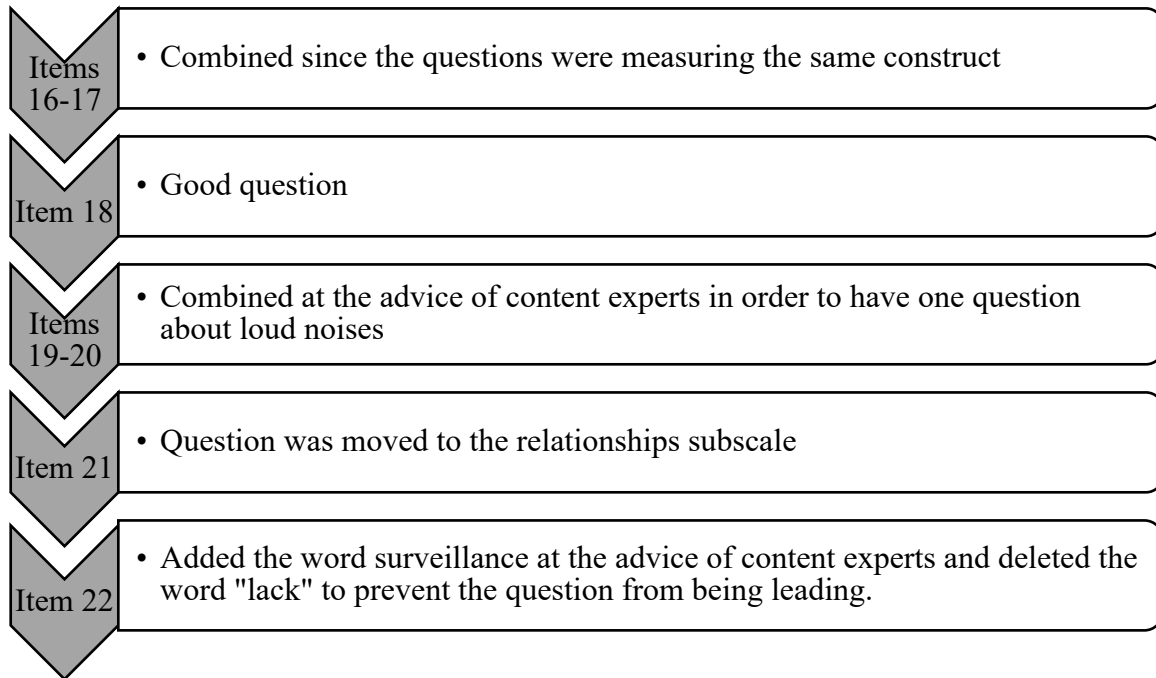 Items
16-17
• Combined since the questions were measuring the same construct
Item 18
• Good question
Items
19-20
• Combined at the advice of content experts in order to have one question
about loud noises
Item 21
• Question was moved to the relationships subscale
Item 22
• Added the word surveillance at the advice of content experts and deleted the
word "lack" to prevent the question from being leading.